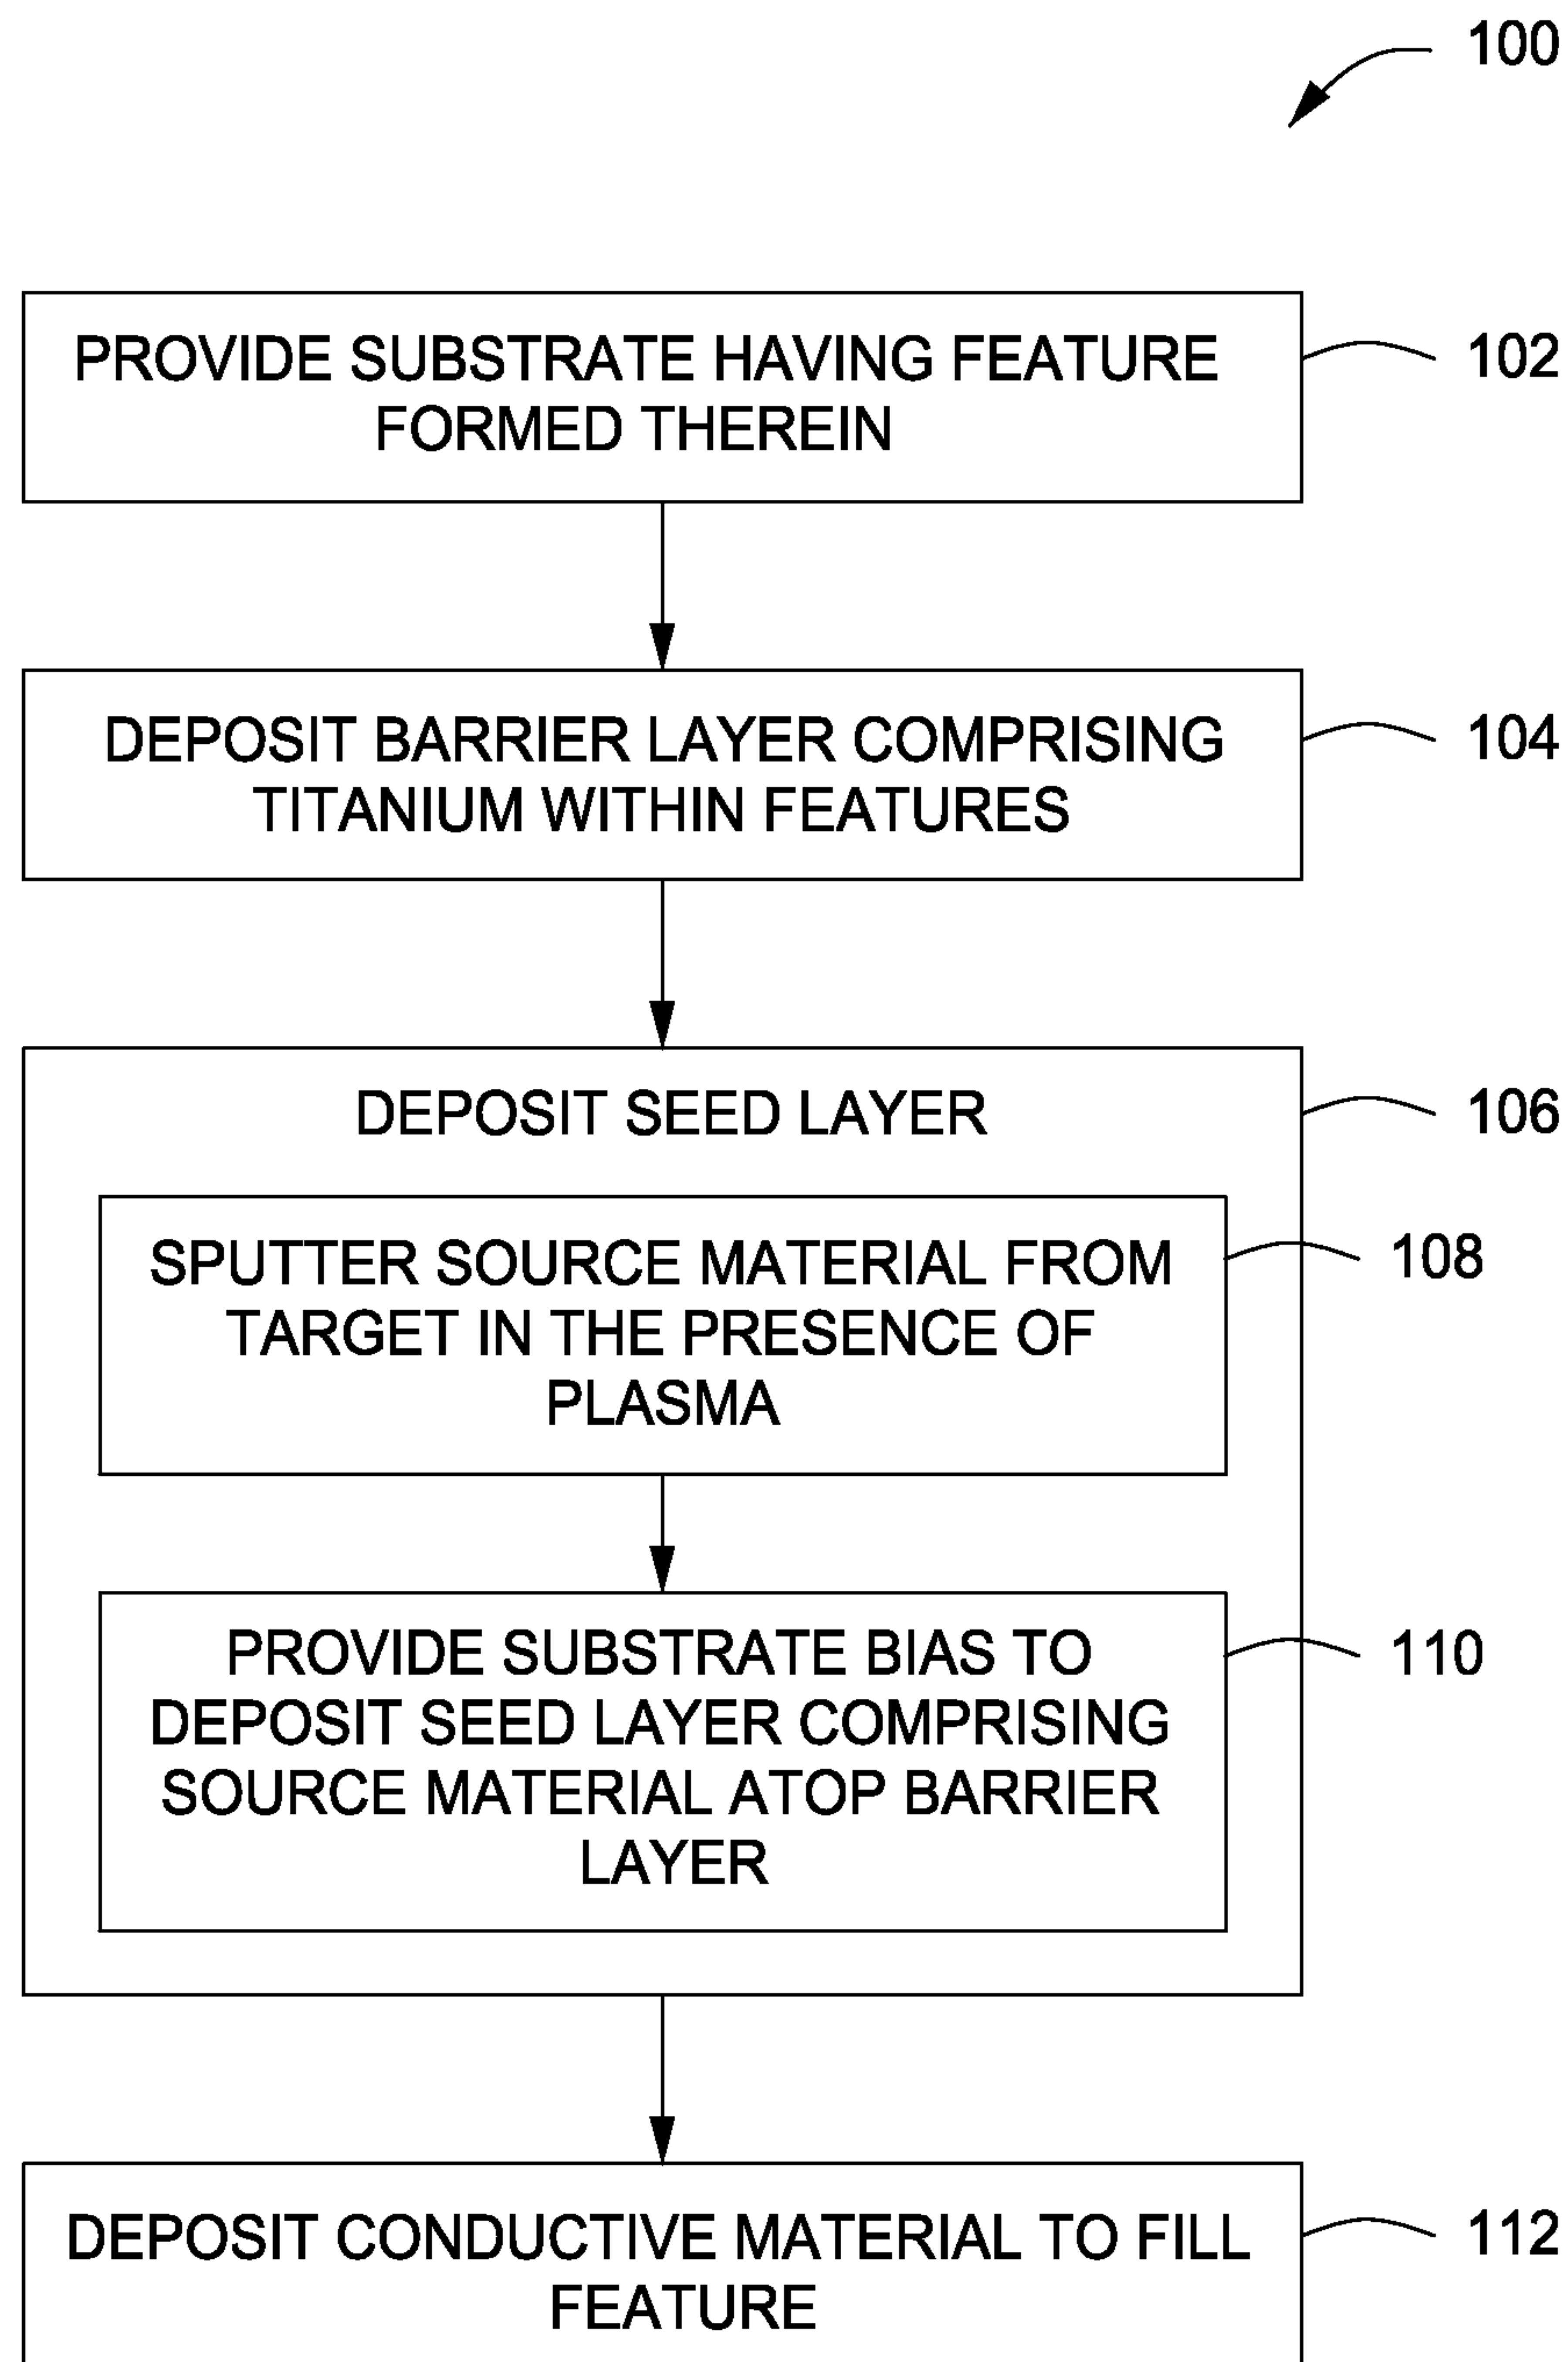 100
PROVIDE SUBSTRATE HAVING FEATURE
FORMED THEREIN
102
DEPOSIT BARRIER LAYER COMPRISING
TITANIUM WITHIN FEATURES
104
DEPOSIT SEED LAYER
106
SPUTTER SOURCE MATERIAL FROM
TARGET IN THE PRESENCE OF
PLASMA
108
PROVIDE SUBSTRATE BIAS TO
DEPOSIT SEED LAYER COMPRISING
SOURCE MATERIAL ATOP BARRIER
LAYER
110
DEPOSIT CONDUCTIVE MATERIAL TO FILL
FEATURE
112